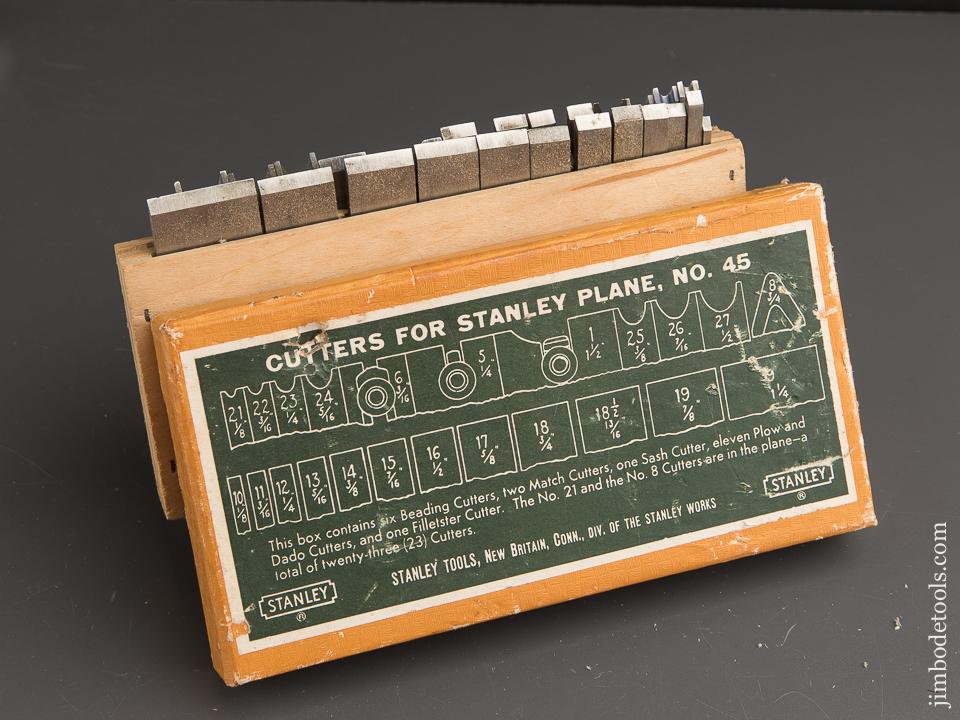 CUTTERS FOR STANLEY PLANE, NO. 45
21 1/8 22 3/16 23 1/4 24 5/16 6 3/16 5 1/4 1 1 1/2 25 1/8 26 3/16 27 1/2 8 3/4
10 1/8 11 3/16 12 1/4 13 5/16 14 3/8 15 7/16 16 1/2 17 5/8 18 3/4 18 1/2 13/16 19 7/8 9 1 1/4
This box contains six Beading Cutters, two Match Cutters, one Sash Cutter, eleven Plow and
Dado Cutters, and one Filletster Cutter. The No. 21 and the No. 8 Cutters are in the plane—a
total of twenty-three (23) Cutters.
STANLEY TOOLS, NEW BRITAIN, CONN., DIV. OF THE STANLEY WORKS
STANLEY
®
STANLEY
®
jimbodetools.com